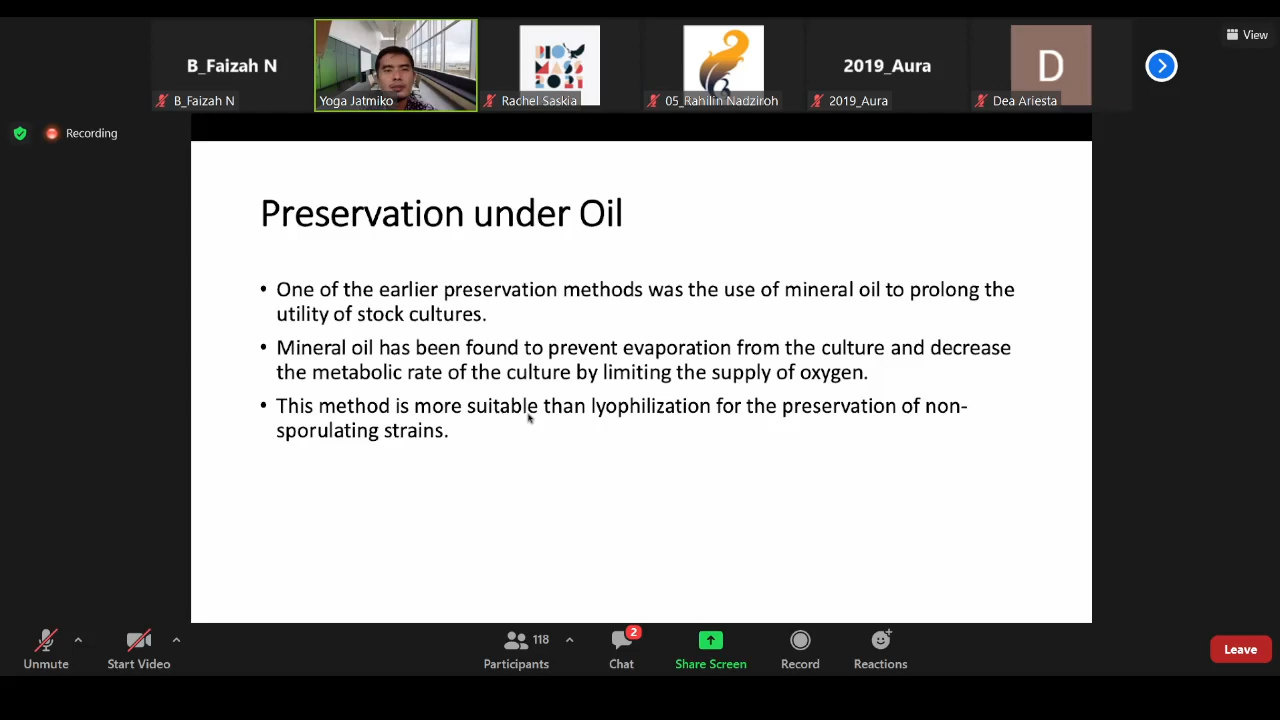 View
B_Faizah N
2019_Aura
D
BIO
MASS
2021
B_Faizah N
Yoga Jatmiko
Rachel Saskia
05_Rahilin Nadziroh
2019_Aura
Dea Ariesta
Recording
Preservation under Oil
• One of the earlier preservation methods was the use of mineral oil to prolong the
utility of stock cultures.
• Mineral oil has been found to prevent evaporation from the culture and decrease
the metabolic rate of the culture by limiting the supply of oxygen.
• This method is more suitable than lyophilization for the preservation of non-
sporulating strains.
Unmute
Start Video
118
Participants
2
Chat
Share Screen
Record
Reactions
Leave